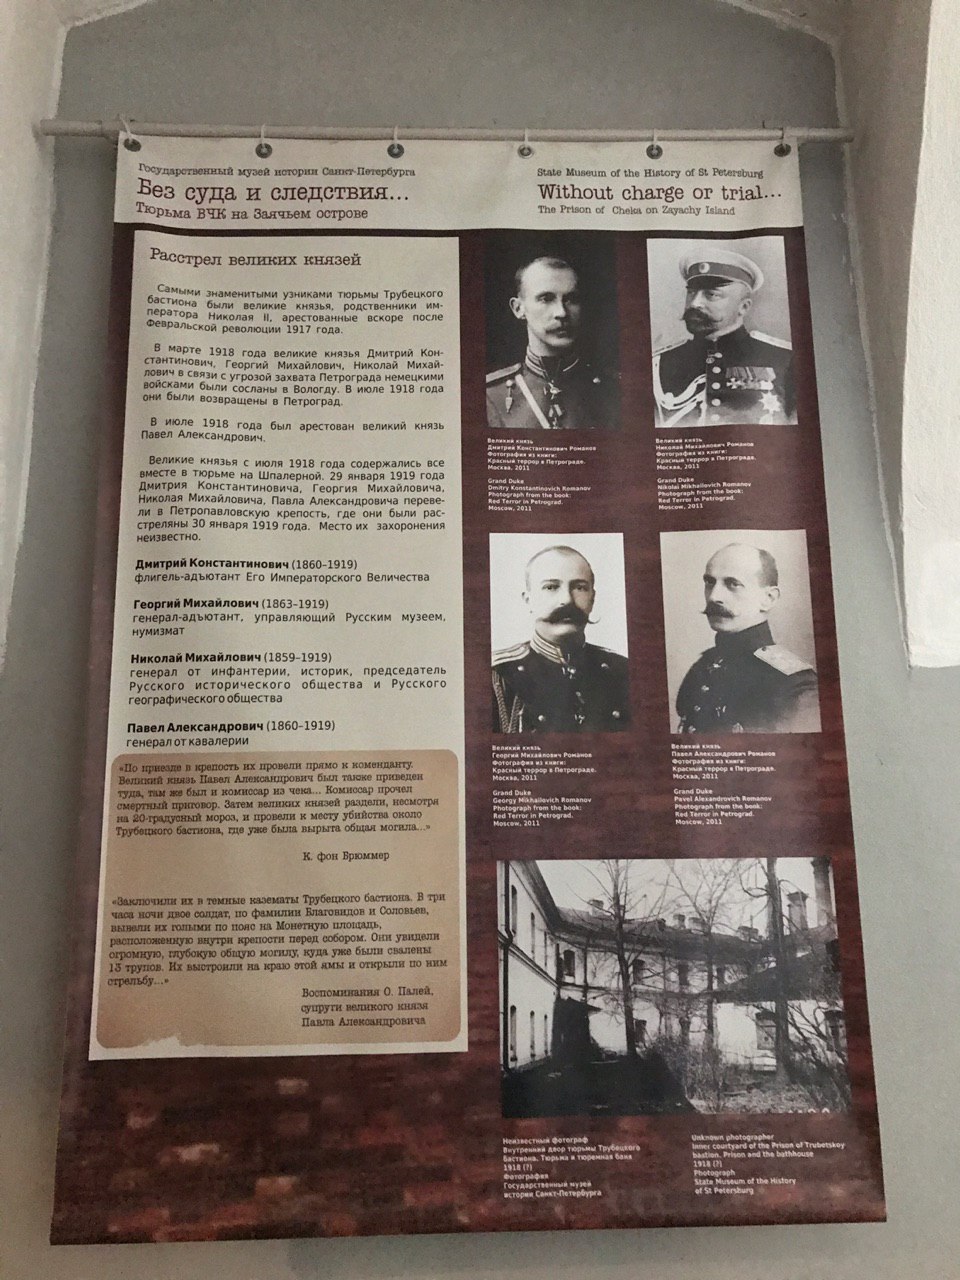 Государственный музей истории Санкт-Петербурга
Без суда и следствия...
Тюрьма ВЧК на Заячьем острове
State Museum of the History of St Petersburg
Without charge or trial...
The Prison of Cheka on Zayachy Island
Расстрел великих князей
Самыми знаменитыми узниками тюрьмы Трубецкого
бастиона были великие князья, родственники им-
ператора Николая II, арестованные вскоре после
Февральской революции 1917 года.
В марте 1918 года великие князья Дмитрий Кон-
стантинович, Георгий Михайлович, Николай Михай-
лович в связи с угрозой захвата Петрограда немецкими
войсками были сосланы в Вологду. В июле 1918 года
они были возвращены в Петроград.
В июле 1918 года был арестован великий князь
Павел Александрович.
Великие князья с июля 1918 года содержались все
вместе в тюрьме на Шпалерной. 29 января 1919 года
Дмитрия Константиновича, Георгия Михайловича,
Николая Михайловича, Павла Александровича переве-
ли в Петропавловскую крепость, где они были рас-
стреляны 30 января 1919 года. Место их захоронения
неизвестно.
Дмитрий Константинович (1860–1919)
флигель-адъютант Его Императорского Величества
Георгий Михайлович (1863–1919)
генерал-адъютант, управляющий Русским музеем,
нумизмат
Николай Михайлович (1859–1919)
генерал от инфантерии, историк, председатель
Русского исторического общества и Русского
географического общества
Павел Александрович (1860–1919)
генерал от кавалерии
«По приезде в крепость их провели прямо к коменданту.
Великий князь Павел Александрович был также приведен
туда, там же был и комиссар из чека... Комиссар прочел
смертный приговор. Затем великих князей раздели, несмотря
на 20-градусный мороз, и провели к месту убийства около
Трубецкого бастиона, где уже была вырыта общая могила...»
К. фон Брюммер
«Заключили их в темные казематы Трубецкого бастиона. В три
часа ночи двое солдат, по фамилии Благовидов и Соловьев,
вывели их голыми по пояс на Монетную площадь,
расположенную внутри крепости перед собором. Они увидели
огромную, глубокую общую могилу, куда уже были свалены
13 трупов. Их выстроили на краю этой ямы и открыли по ним
стрельбу...»
Воспоминания О. Палей,
супруги великого князя
Павла Александровича
Великий князь
Дмитрий Константинович Романов
Фотография из книги:
Красный террор в Петрограде.
Москва, 2011
Grand Duke
Dmitry Konstantinovich Romanov
Photograph from the book:
Red Terror in Petrograd.
Moscow, 2011
Великий князь
Николай Михайлович Романов
Фотография из книги:
Красный террор в Петрограде.
Москва, 2011
Grand Duke
Nikolai Mikhailovich Romanov
Photograph from the book:
Red Terror in Petrograd.
Moscow, 2011
Великий князь
Георгий Михайлович Романов
Фотография из книги:
Красный террор в Петрограде.
Москва, 2011
Grand Duke
Georgy Mikhailovich Romanov
Photograph from the book:
Red Terror in Petrograd.
Moscow, 2011
Великий князь
Павел Александрович Романов
Фотография из книги:
Красный террор в Петрограде.
Москва, 2011
Grand Duke
Pavel Alexandrovich Romanov
Photograph from the book:
Red Terror in Petrograd.
Moscow, 2011
Неизвестный фотограф
Внутренний двор тюрьмы Трубецкого
бастиона. Тюрьма и тюремная баня
1918 (?)
Фотография
Государственный музей
истории Санкт-Петербурга
Unknown photographer
Inner courtyard of the Prison of Trubetskoy
bastion. Prison and the bathhouse
1918 (?)
Photograph
State Museum of the History
of St Petersburg